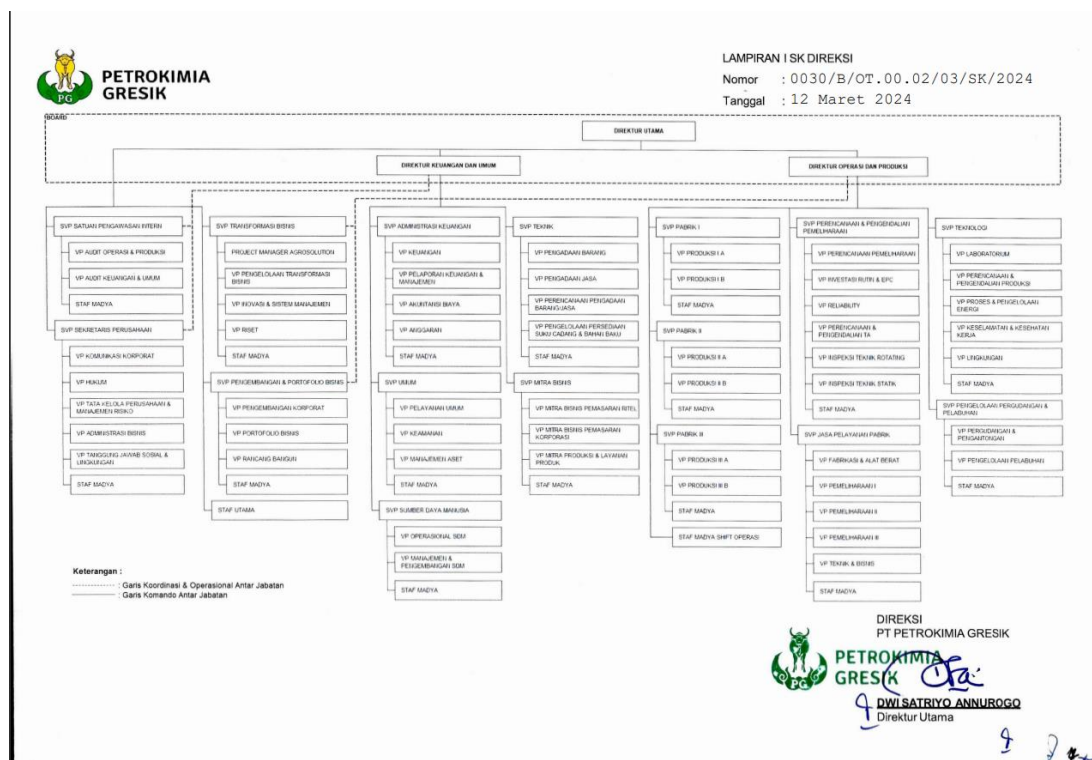 PETROKIMIA
GRESIK
LAMPIRAN I SK DIREKSI
Nomor : 0030/B/OT.00.02/03/SK/2024
Tanggal : 12 Maret 2024
BOARD
DIREKTUR UTAMA
DIREKTUR KEUANGAN DAN UMUM
DIREKTUR OPERASI DAN PRODUKSI
SVP SATUAN PENGAWASAN INTERN
VP AUDIT OPERASI & PRODUKSI
VP AUDIT KEUANGAN & UMUM
STAF MADYA
SVP SEKRETARIS PERUSAHAAN
VP KOMUNIKASI KORPORAT
VP HUKUM
VP TATA KELOLA PERUSAHAAN &
MANAJEMEN RISIKO
VP ADMINISTRASI BISNIS
VP TANGGUNG JAWAB SOSIAL &
LINGKUNGAN
STAF MADYA
SVP TRANSFORMASI BISNIS
PROJECT MANAGER AGROSOLUTION
VP PENGELOLAAN TRANSFORMASI
BISNIS
VP INOVASI & SISTEM MANAJEMEN
VP RISET
STAF MADYA
SVP PENGEMBANGAN & PORTOFOLIO BISNIS
VP PENGEMBANGAN KORPORAT
VP PORTOFOLIO BISNIS
VP RANCANG BANGUN
STAF MADYA
STAF UTAMA
SVP ADMINISTRASI KEUANGAN
VP KEUANGAN
VP PELAPORAN KEUANGAN &
MANAJEMEN
VP AKUNTANSI BIAYA
VP ANGGARAN
STAF MADYA
SVP UMUM
VP PELAYANAN UMUM
VP KEAMANAN
VP MANAJEMEN ASET
STAF MADYA
SVP SUMBER DAYA MANUSIA
VP OPERASIONAL SDM
VP MANAJEMEN &
PENGEMBANGAN SDM
STAF MADYA
SVP TEKNIK
VP PENGADAAN BARANG
VP PENGADAAN JASA
VP PERENCANAAN PENGADAAN
BARANG/JASA
VP PENGELOLAAN PERSEDIAAN
SUKU CADANG & BAHAN BAKU
STAF MADYA
SVP MITRA BISNIS
VP MITRA BISNIS PEMASARAN RITEL
VP MITRA BISNIS PEMASARAN
KORPORASI
VP MITRA PRODUKSI & LAYANAN
PRODUK
STAF MADYA
SVP PABRIK I
VP PRODUKSI I A
VP PRODUKSI I B
STAF MADYA
SVP PABRIK II
VP PRODUKSI II A
VP PRODUKSI II B
STAF MADYA
SVP PABRIK III
VP PRODUKSI III A
VP PRODUKSI III B
STAF MADYA
STAF MADYA SHIFT OPERASI
SVP PERENCANAAN & PENGENDALIAN
PEMELIHARAAN
VP PERENCANAAN PEMELIHARAAN
VP INVESTASI RUTIN & EPC
VP RELIABILITY
VP PERENCANAAN &
PENGENDALIAN TA
VP INSPEKSI TEKNIK ROTATING
VP INSPEKSI TEKNIK STATIK
STAF MADYA
SVP JASA PELAYANAN PABRIK
VP FABRIKASI & ALAT BERAT
VP PEMELIHARAAN I
VP PEMELIHARAAN II
VP PEMELIHARAAN III
VP TEKNIK & BISNIS
STAF MADYA
SVP TEKNOLOGI
VP LABORATORIUM
VP PERENCANAAN &
PENGENDALIAN PRODUKSI
VP PROSES & PENGELOLAAN
ENERGI
VP KESELAMATAN & KESEHATAN
KERJA
VP LINGKUNGAN
STAF MADYA
SVP PENGELOLAAN PERGUDANGAN &
PELABUHAN
VP PERGUDANGAN &
PENGANTONGAN
VP PENGELOLAAN PELABUHAN
STAF MADYA
Keterangan :
: Garis Koordinasi & Operasional Antar Jabatan
: Garis Komando Antar Jabatan
DIREKSI
PT PETROKIMIA GRESIK
PETROKIMIA
GRESIK
DWI SATRIYO ANNUROGO
Direktur Utama
PG
PG